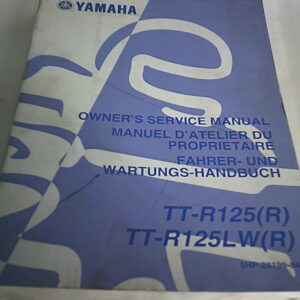 YAMAHA
OWNER'S SERVICE MANUAL
MANUEL D'ATELIER DU
PROPRIETAIRE
FAHRER- UND
WARTUNGS-HANDBUCH
TT-R125(R)
TT-R125LW(R)